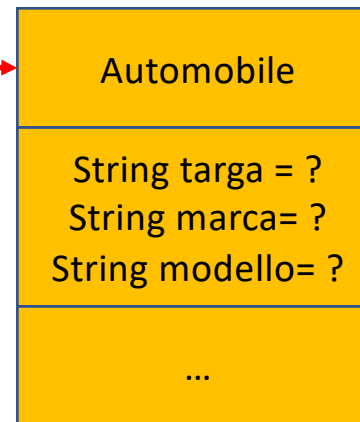 Automobile
String targa = ?
String marca= ?
String modello= ?
...